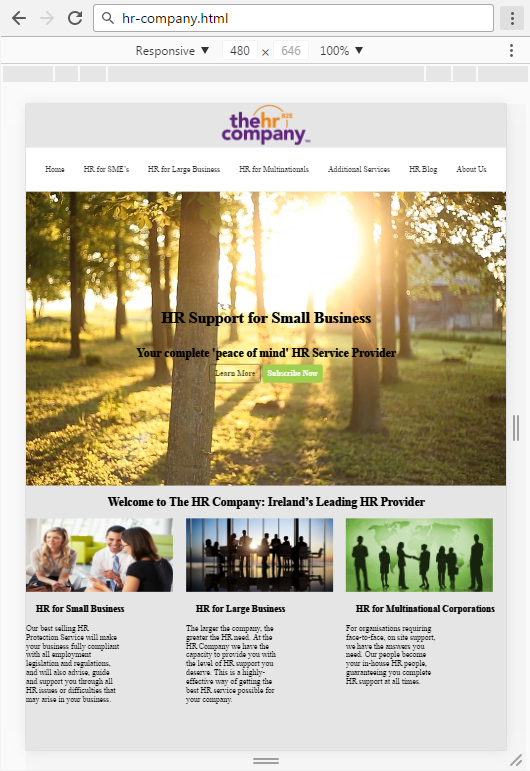 hr-company.html
Responsive ▼ 480 × 646 100% ▼
thehr B2E
company™
Home HR for SME's HR for Large Business HR for Multinationals Additional Services HR Blog About Us
HR Support for Small Business
Your complete 'peace of mind' HR Service Provider
Learn More Subscribe Now
Welcome to The HR Company: Ireland's Leading HR Provider
HR for Small Business
Our best selling HR
Protection Service will make
your business fully compliant
with all employment
legislation and regulations,
and will also advise, guide
and support you through all
HR issues or difficulties that
may arise in your business.
HR for Large Business
The larger the company, the
greater the HR need. At the
HR Company we have the
capacity to provide you with
the level of HR support you
deserve. This is a highly-
effective way of getting the
best HR service possible for
your company.
HR for Multinational Corporations
For organisations requiring
face-to-face, on site support,
we have the answers you
need. Our people become
your in-house HR people,
guaranteeing you complete
HR support at all times.